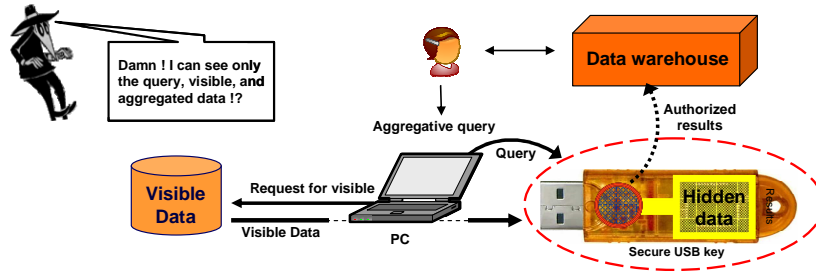 Damn ! I can see only
the query, visible, and
aggregated data !?
Data warehouse
Authorized
results
Aggregative query
Query
Visible
Data
Request for visible
Visible Data
PC
Hidden
data
Results
Secure USB key